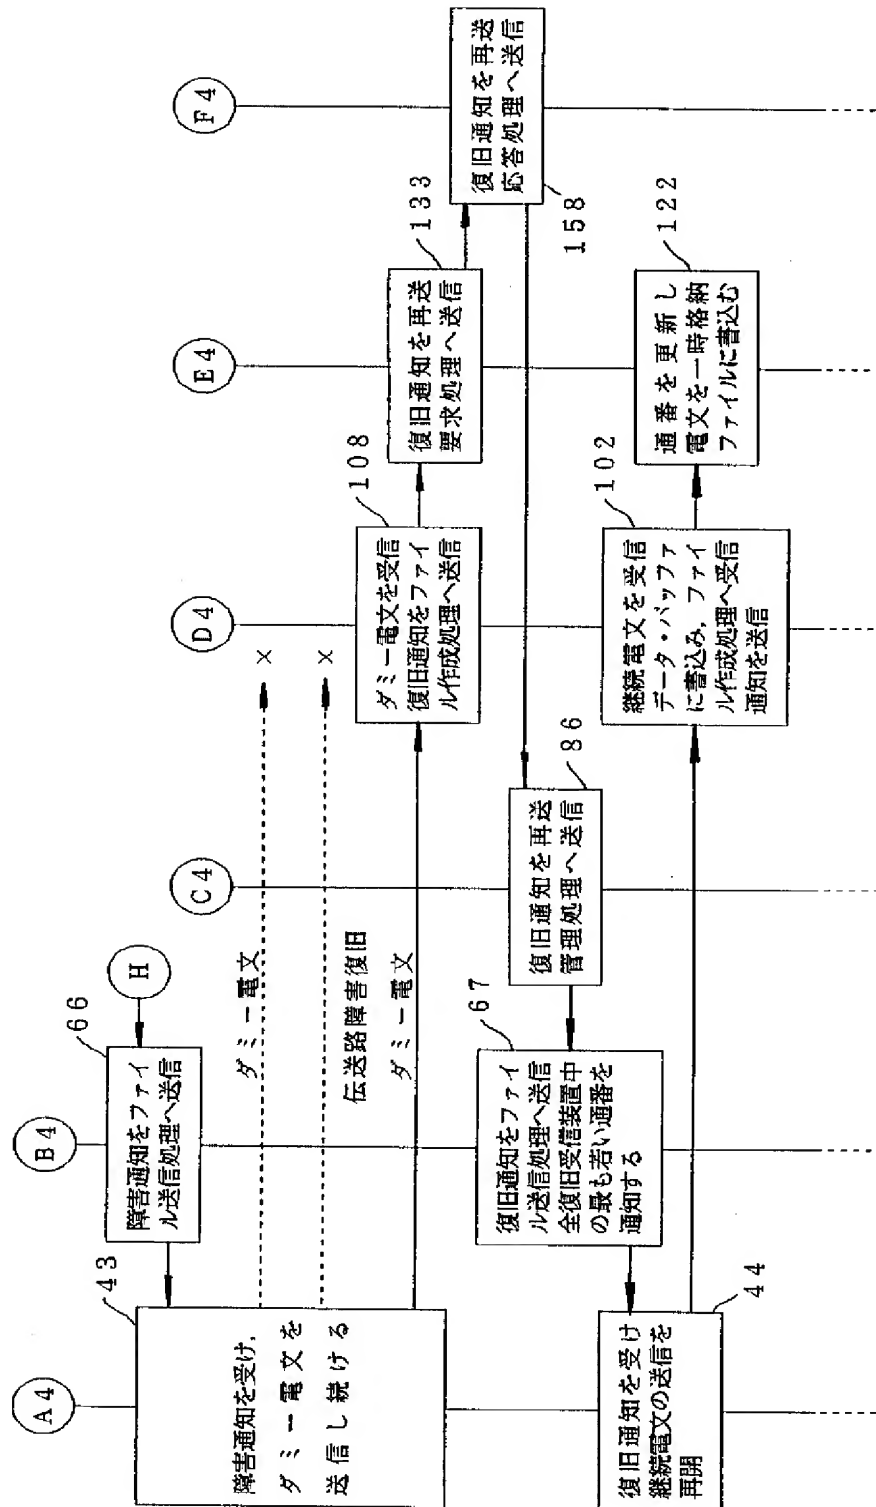 A4
B4
C4
D4
E4
F4
H
66
障害通知をファイ
ル送信処理へ送信
43
障害通知を受け,
ダミー電文を
送信し続ける
ダミー電文
伝送路障害復旧
ダミー電文
×
×
108
ダミー電文を受信
復旧通知をファイ
ル作成処理へ送信
133
復旧通知を再送
要求処理へ送信
復旧通知を再送
応答処理へ送信
158
86
復旧通知を再送
管理処理へ送信
67
復旧通知をファイ
ル送信処理へ送信
全復旧受信装置中
の最も若い通番を
通知する
44
復旧通知を受け
継続電文の送信を
再開
102
継続電文を受信
データ・バッファ
に書込み,ファイ
ル作成処理へ受信
通知を送信
122
通番を更新し
電文を一時格納
ファイルに書込む